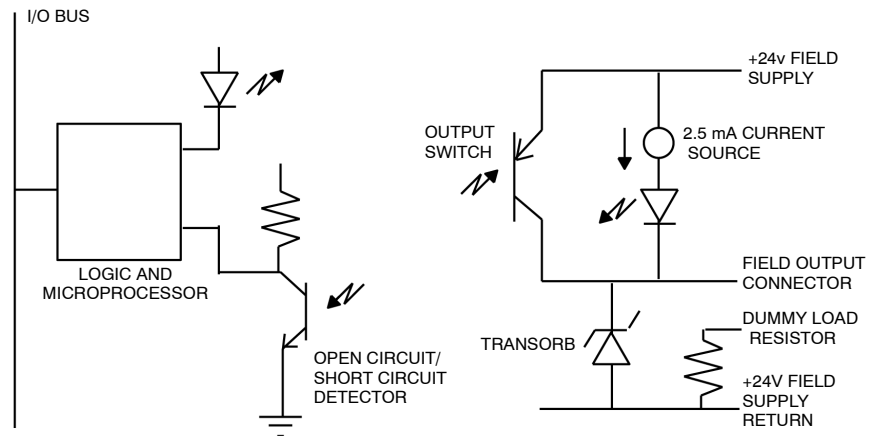 I/O BUS
LOGIC AND
MICROPROCESSOR
OPEN CIRCUIT/
SHORT CIRCUIT
DETECTOR
OUTPUT
SWITCH
+24v FIELD
SUPPLY
2.5 mA CURRENT
SOURCE
FIELD OUTPUT
CONNECTOR
TRANSORB
DUMMY LOAD
RESISTOR
+24V FIELD
SUPPLY
RETURN